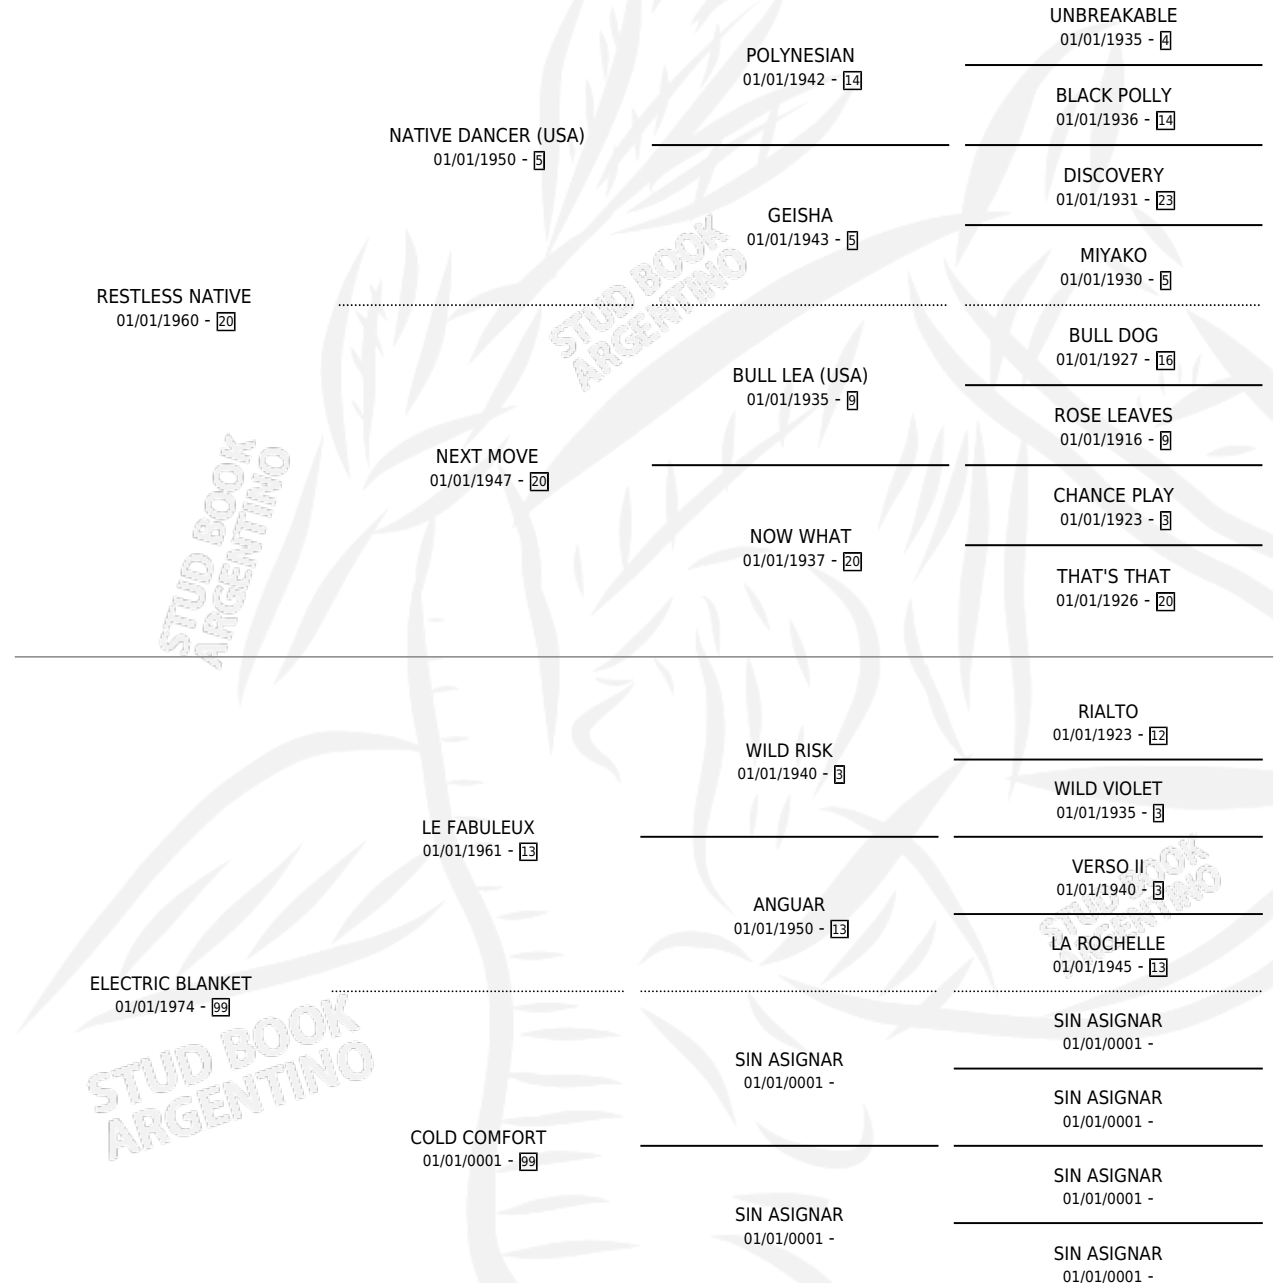 UNBREAKABLE
01/01/1935 - 4
POLYNESIAN
01/01/1942 - 14
BLACK POLLY
01/01/1936 - 14
NATIVE DANCER (USA)
01/01/1950 - 5
DISCOVERY
01/01/1931 - 23
GEISHA
01/01/1943 - 5
MIYAKO
01/01/1930 - 5
RESTLESS NATIVE
01/01/1960 - 20
STUD BOOK
ARGENTINO
BULL DOG
01/01/1927 - 16
BULL LEA (USA)
01/01/1935 - 9
ROSE LEAVES
01/01/1916 - 9
NEXT MOVE
01/01/1947 - 20
CHANCE PLAY
01/01/1923 - 3
NOW WHAT
01/01/1937 - 20
THAT'S THAT
01/01/1926 - 20
STUD BOOK
ARGENTINO
RIALTO
01/01/1923 - 12
WILD RISK
01/01/1940 - 3
WILD VIOLET
01/01/1935 - 3
LE FABULEUX
01/01/1961 - 13
VERSO II
01/01/1940 - 3
ANGUAR
01/01/1950 - 13
LA ROCHELLE
01/01/1945 - 13
STUD BOOK
ARGENTINO
ELECTRIC BLANKET
01/01/1974 - 99
STUD BOOK
ARGENTINO
SIN ASIGNAR
01/01/0001 -
SIN ASIGNAR
01/01/0001 -
SIN ASIGNAR
01/01/0001 -
COLD COMFORT
01/01/0001 - 99
SIN ASIGNAR
01/01/0001 -
SIN ASIGNAR
01/01/0001 -
SIN ASIGNAR
01/01/0001 -